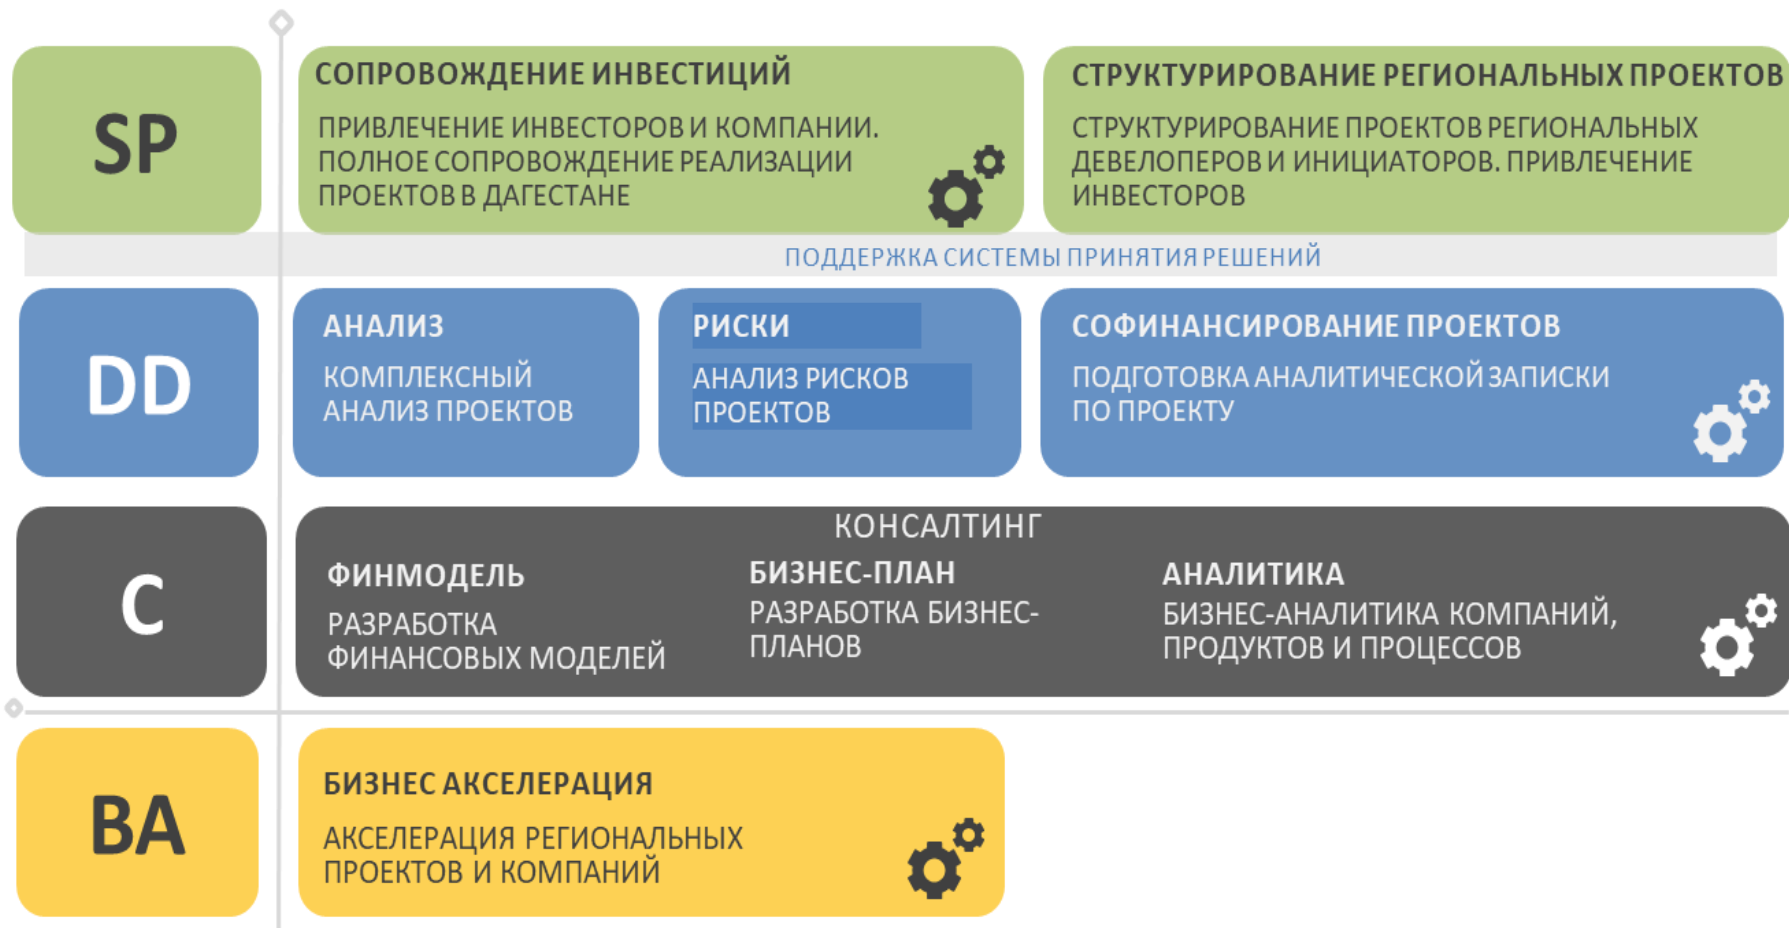 SP
СОПРОВОЖДЕНИЕ ИНВЕСТИЦИЙ
ПРИВЛЕЧЕНИЕ ИНВЕСТОРОВ И КОМПАНИИ.
ПОЛНОЕ СОПРОВОЖДЕНИЕ РЕАЛИЗАЦИИ
ПРОЕКТОВ В ДАГЕСТАНЕ
СТРУКТУРИРОВАНИЕ РЕГИОНАЛЬНЫХ ПРОЕКТОВ
СТРУКТУРИРОВАНИЕ ПРОЕКТОВ РЕГИОНАЛЬНЫХ
ДЕВЕЛОПЕРОВ И ИНИЦИАТОРОВ. ПРИВЛЕЧЕНИЕ
ИНВЕСТОРОВ
ПОДДЕРЖКА СИСТЕМЫ ПРИНЯТИЯ РЕШЕНИЙ
DD
АНАЛИЗ
КОМПЛЕКСНЫЙ
АНАЛИЗ ПРОЕКТОВ
РИСКИ
АНАЛИЗ РИСКОВ
ПРОЕКТОВ
СОФИНАНСИРОВАНИЕ ПРОЕКТОВ
ПОДГОТОВКА АНАЛИТИЧЕСКОЙ ЗАПИСКИ
ПО ПРОЕКТУ
C
КОНСАЛТИНГ
ФИНМОДЕЛЬ
РАЗРАБОТКА
ФИНАНСОВЫХ МОДЕЛЕЙ
БИЗНЕС-ПЛАН
РАЗРАБОТКА БИЗНЕС-
ПЛАНОВ
АНАЛИТИКА
БИЗНЕС-АНАЛИТИКА КОМПАНИЙ,
ПРОДУКТОВ И ПРОЦЕССОВ
BA
БИЗНЕС АКСЕЛЕРАЦИЯ
АКСЕЛЕРАЦИЯ РЕГИОНАЛЬНЫХ
ПРОЕКТОВ И КОМПАНИЙ